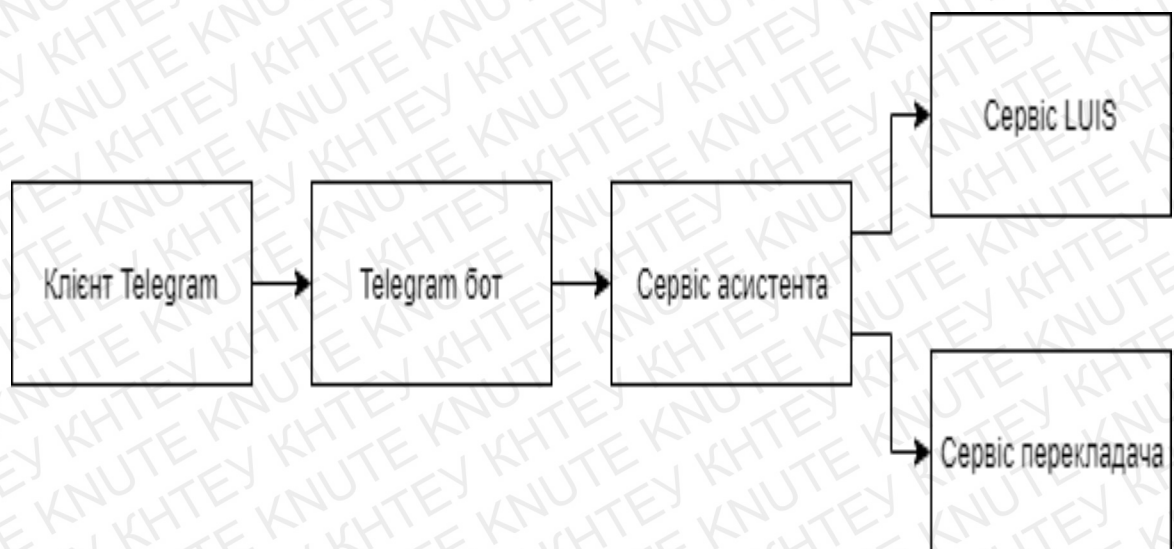 Сервіс LUIS
Клієнт Telegram
Telegram бот
Сервіс асистента
Сервіс перекладача